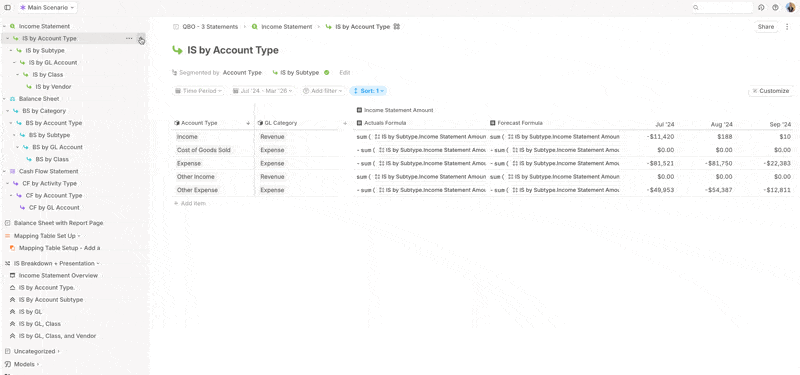 Main Scenario
Income Statement
IS by Account Type
IS by Subtype
IS by GL Account
IS by Class
IS by Vendor
Balance Sheet
BS by Category
BS by Account Type
BS by Subtype
BS by GL Account
BS by Class
Cash Flow Statement
CF by Activity Type
CF by Account Type
CF by GL Account
Balance Sheet with Report Page
Mapping Table Set Up
Mapping Table Setup - Add a
IS Breakdown + Presentation
Income Statement Overview
IS by Account Type.
IS By Account Subtype
IS by GL
IS by GL, Class
IS by GL, Class, and Vendor
Uncategorized
Models
QBO - 3 Statements > Income Statement > IS by Account Type
Share
IS by Account Type
Segmented by Account Type IS by Subtype Edit
Time Period Jul '24 - Mar '26 Add filter Sort: 1
Customize
Income Statement Amount
Account Type GL Category Actuals Formula Forecast Formula Jul '24 Aug '24 Sep '24
Income Revenue sum ( IS by Subtype.Income Statement Amoun sum ( IS by Subtype.Income Statement Amou -$11,420 $188 $10
Cost of Goods Sold Expense - sum ( IS by Subtype.Income Statement Amo - sum ( IS by Subtype.Income Statement Amo $0.00 $0.00 $0.00
Expense Expense - sum ( IS by Subtype.Income Statement Amo - sum ( IS by Subtype.Income Statement Amo -$81,521 -$81,750 -$22,383
Other Income Revenue sum ( IS by Subtype.Income Statement Amoun sum ( IS by Subtype.Income Statement Amou $0.00 $0.00 $0.00
Other Expense Expense - sum ( IS by Subtype.Income Statement Amo - sum ( IS by Subtype.Income Statement Amo -$49,953 -$54,387 -$12,811
+ Add item